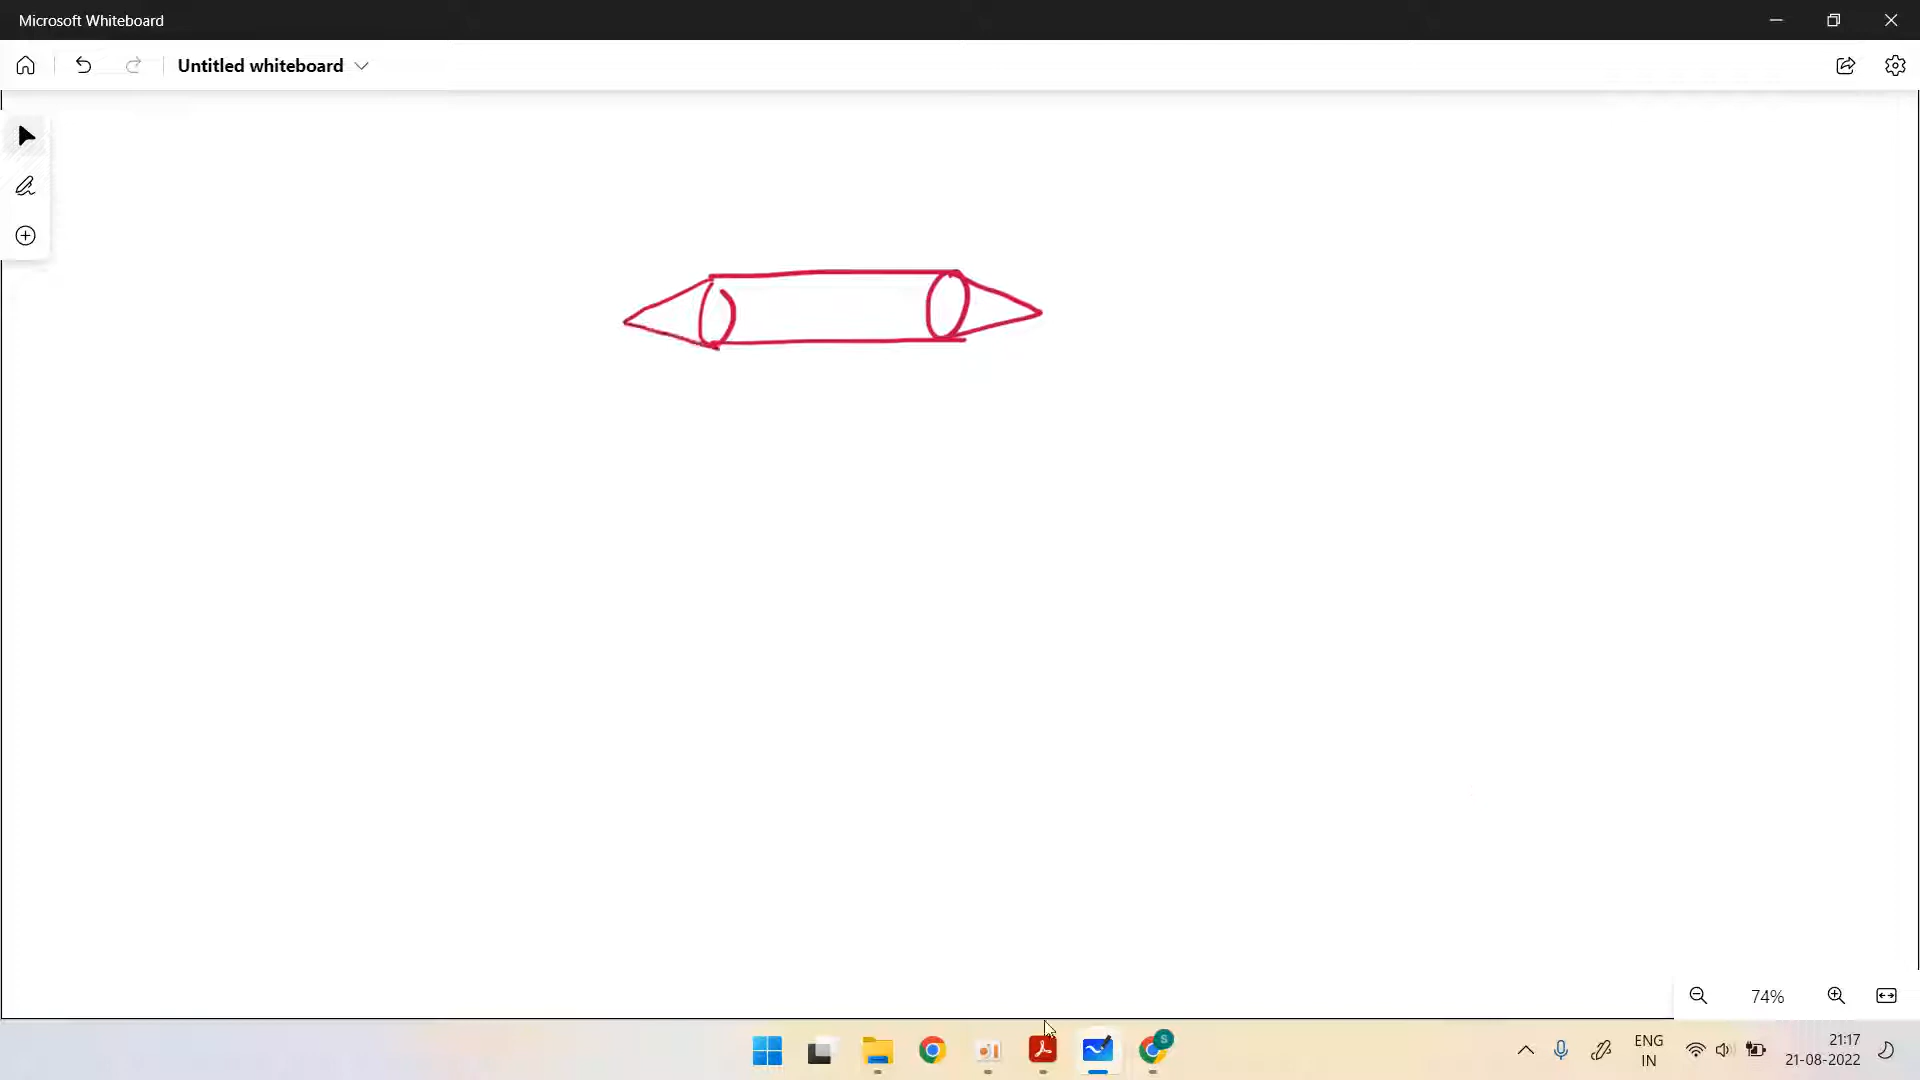 Microsoft Whiteboard
Untitled whiteboard
74%
S
ENG
IN
21:17
21-08-2022